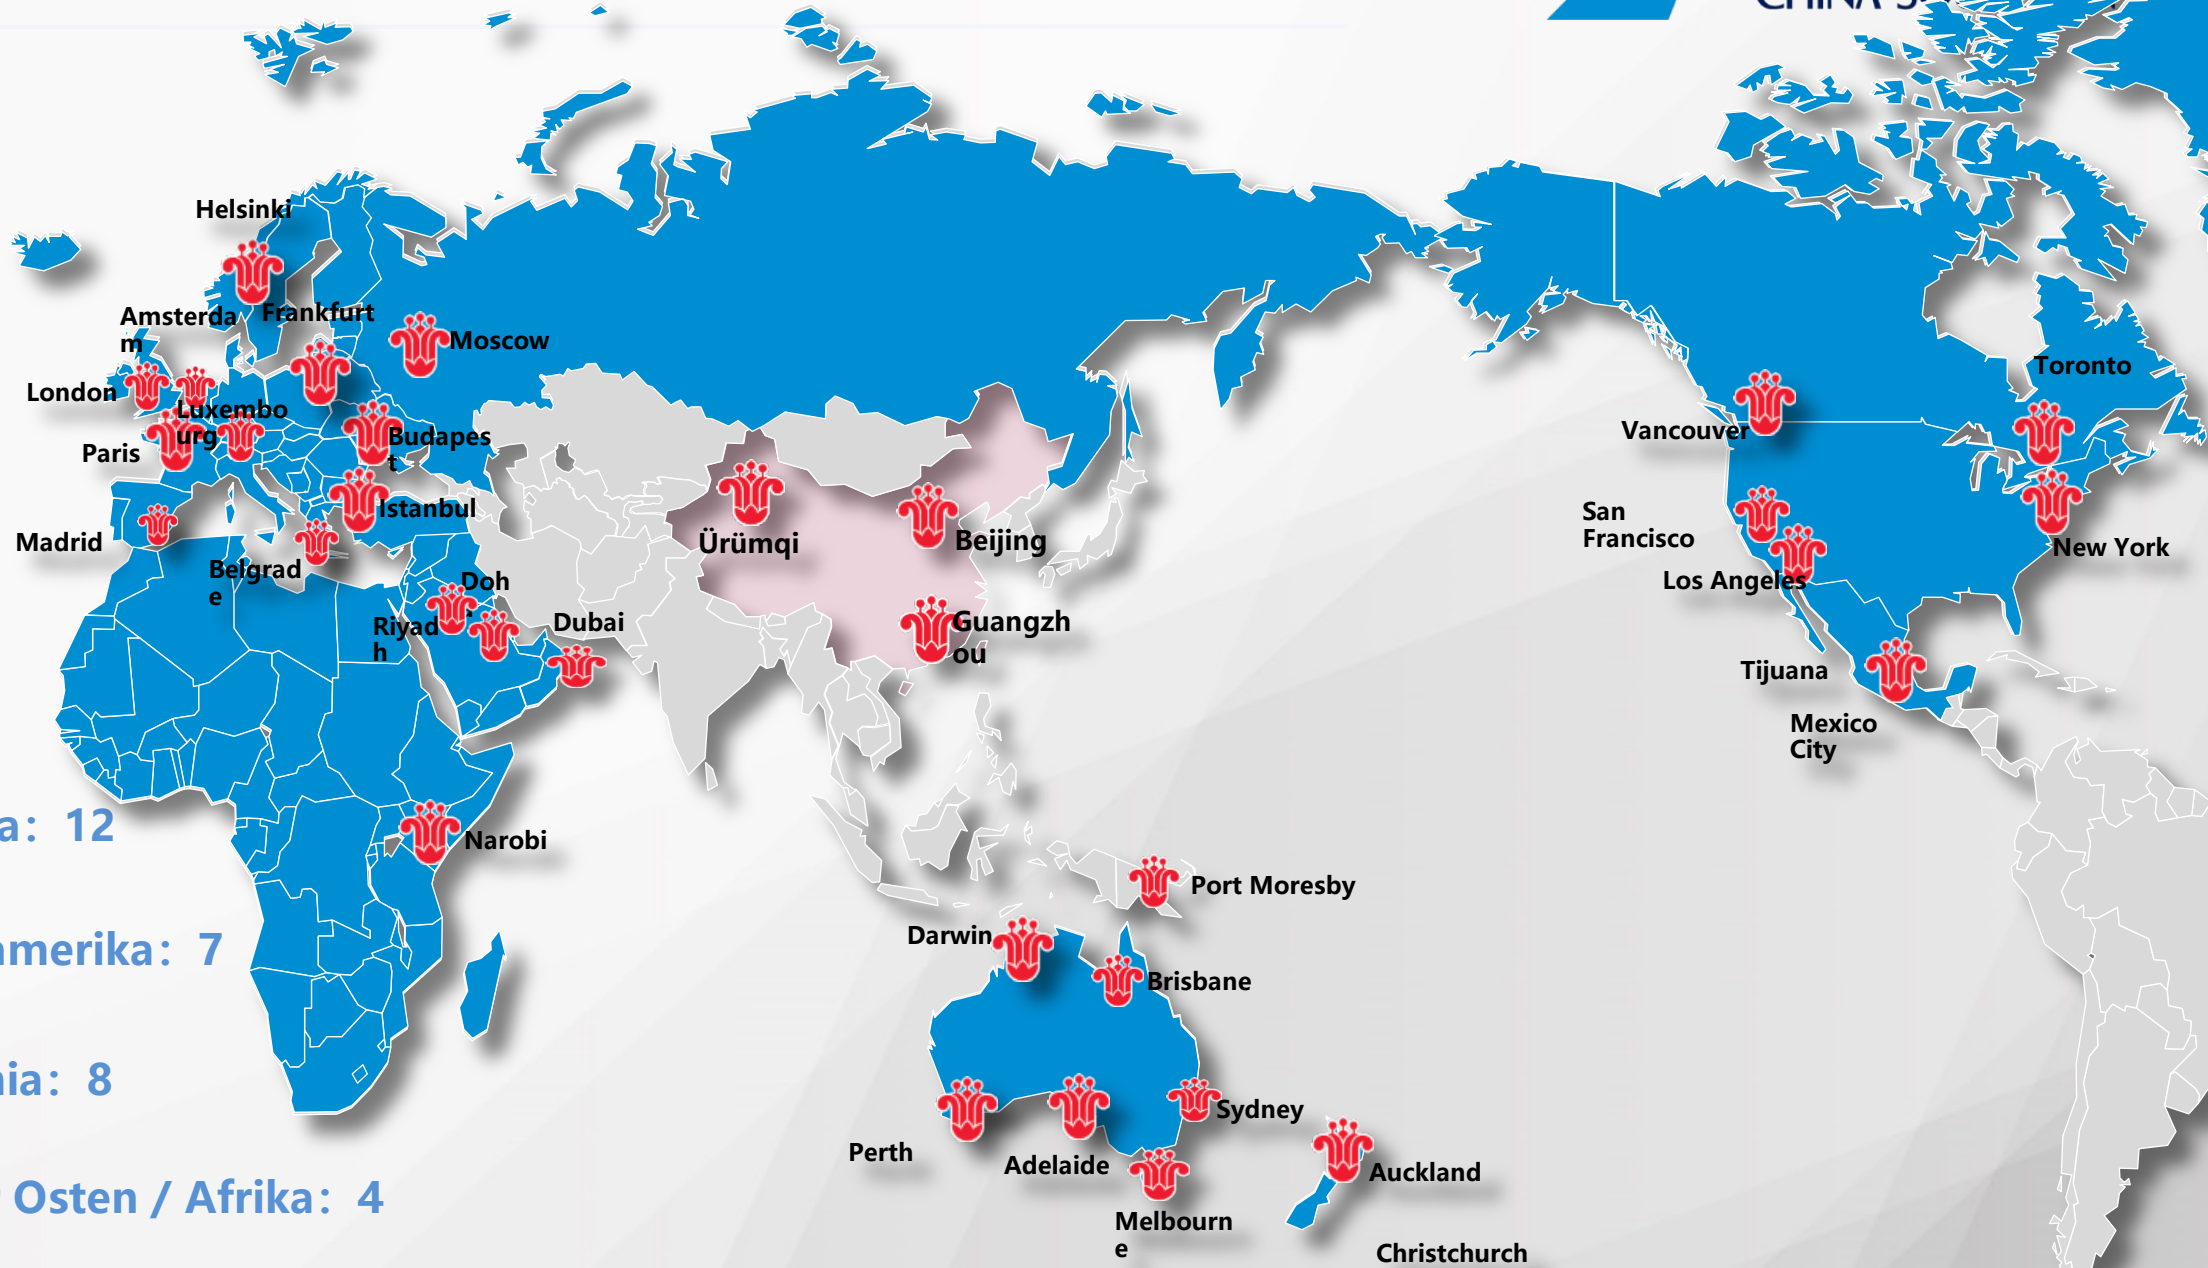 Helsinki
Amsterda
m
Frankfurt
Moscow
London
Luxembo
urg
Paris
Budapes
t
Istanbul
Madrid
Belgrad
e
Doh
Riyad
h
Dubai
Ürümqi
Beijing
Guangzh
ou
Toronto
Vancouver
San
Francisco
New York
Los Angeles
Tijuana
Mexico
City
a: 12
Narobi
Port Moresby
amerika: 7
Darwin
Brisbane
nia: 8
Sydney
Perth
Adelaide
Auckland
Osten / Afrika: 4
Melbourn
e
Christchurch